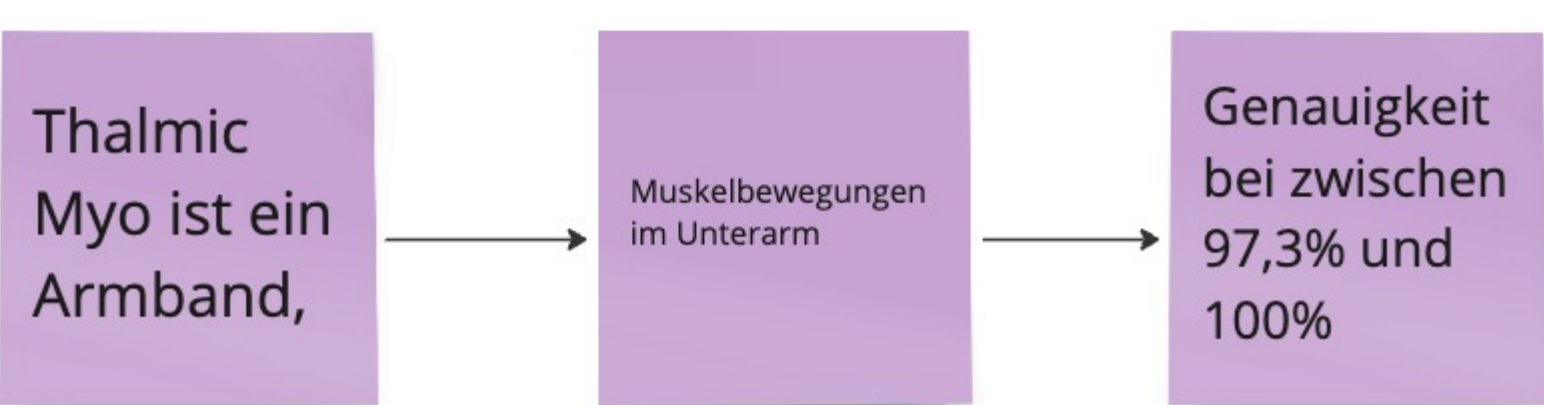 Thalmic
Myo ist ein
Armband,
Muskelbewegungen
im Unterarm
Genauigkeit
bei zwischen
97,3% und
100%